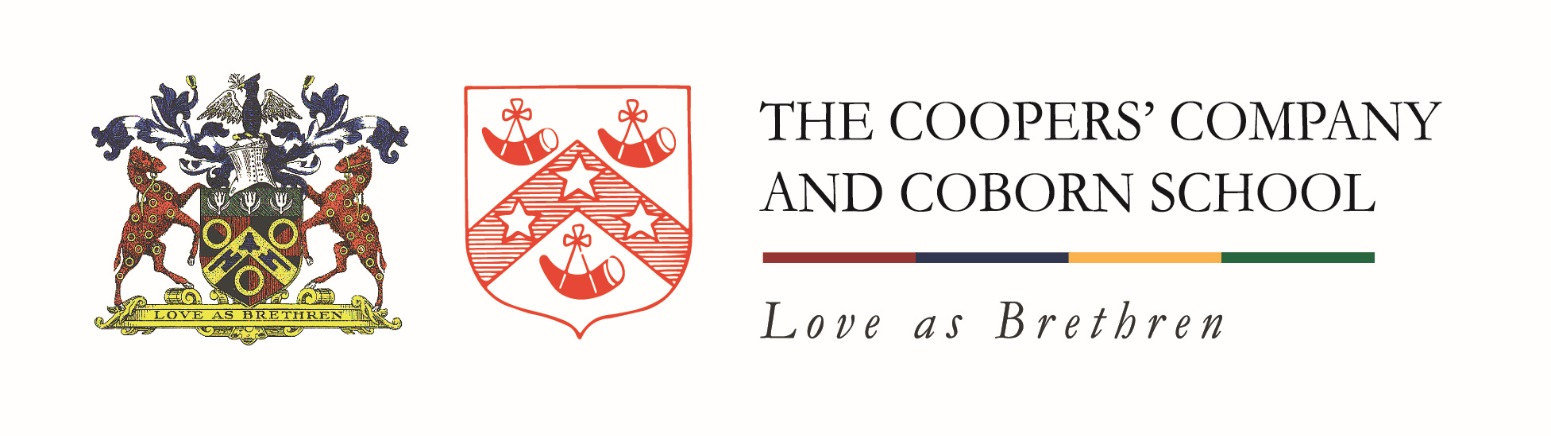 LOVE AS BRETHREN
THE COOPERS’ COMPANY
AND COBORN SCHOOL
Love as Brethren